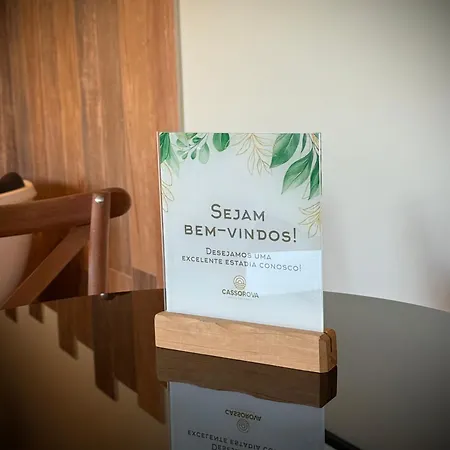 SEJAM
BEM-VINDOS!
DESEJAMOS UMA
EXCELENTE ESTADIA CONOSCO!
CASSOROVA